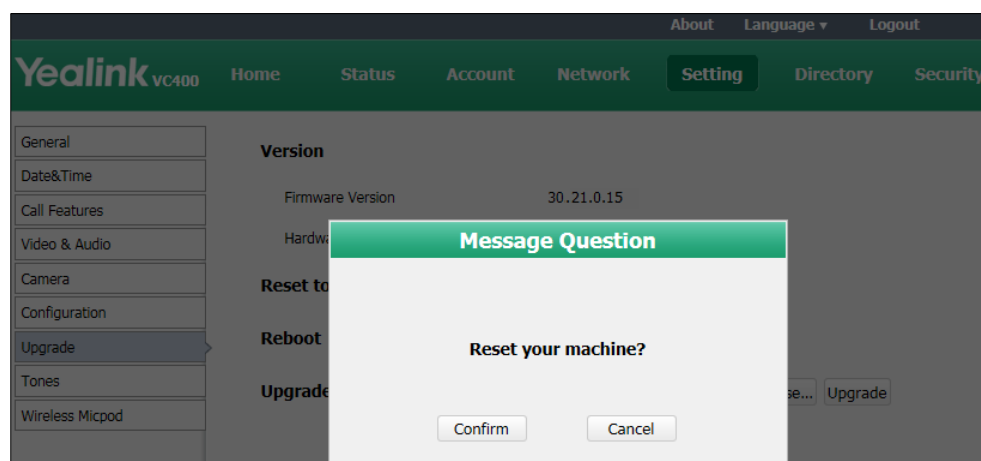 About Language ▾ Logout
Yealink VC400 Home Status Account Network Setting Directory Security
General
Date&Time
Call Features
Video & Audio
Camera
Configuration
Upgrade
Tones
Wireless Micpod
Version
Firmware Version 30.21.0.15
Message Question
Reset to
Reboot
Reset your machine?
Upgrade
Upgrade
Confirm Cancel